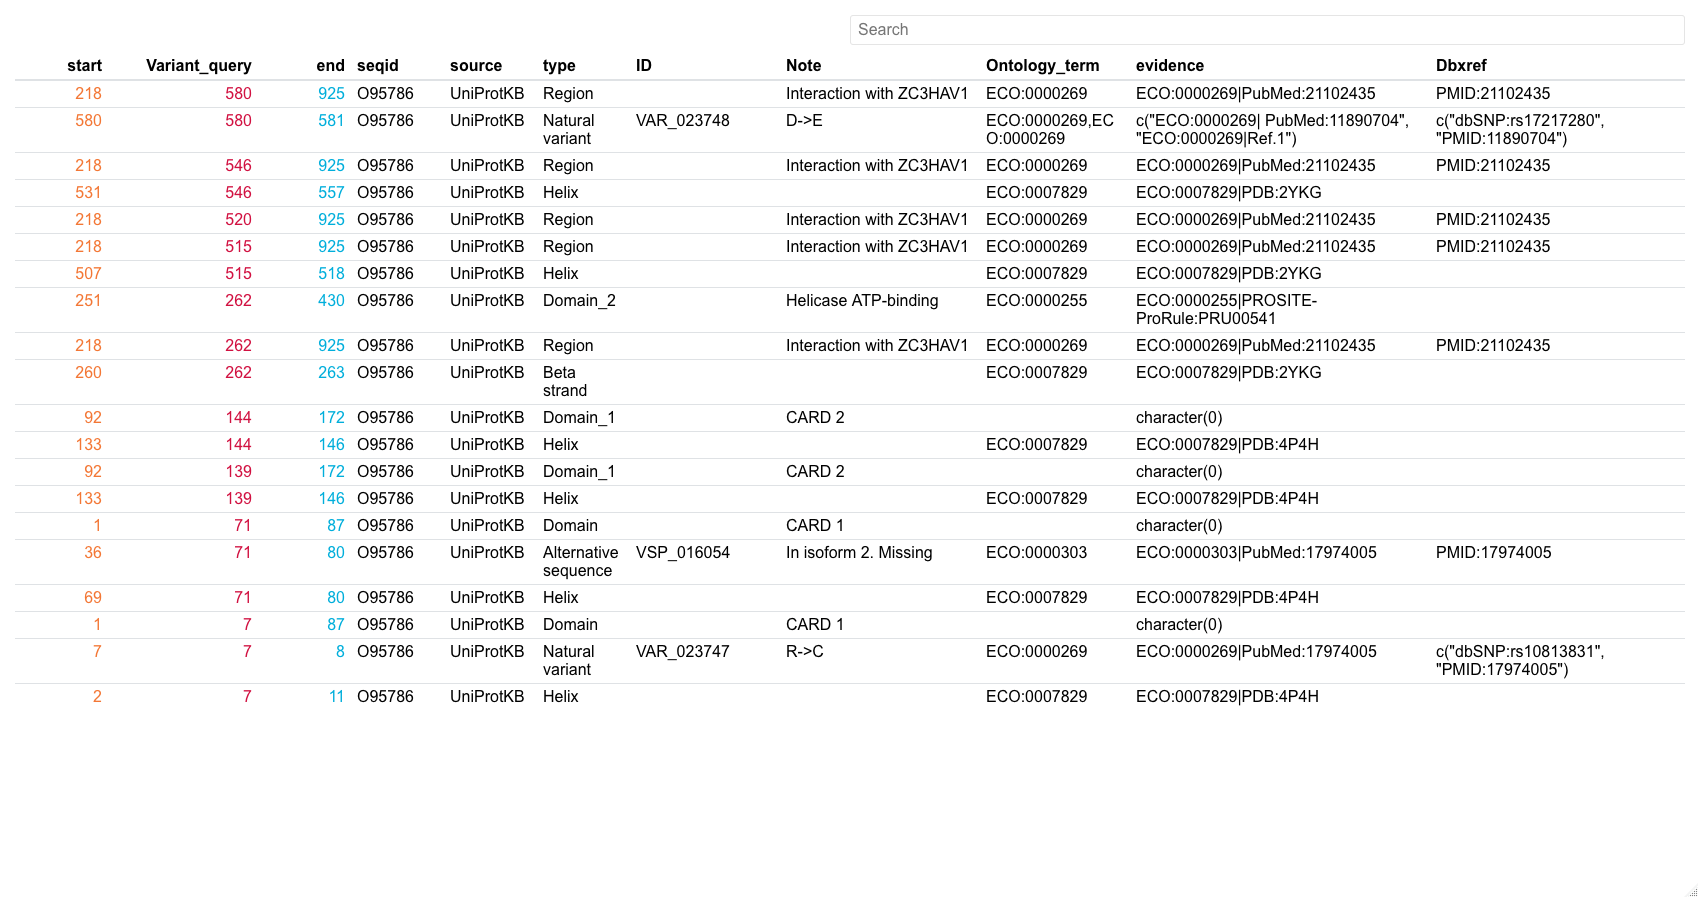 Search
start Variant_query end seqid source type ID Note Ontology_term evidence Dbxref
218 580 925 O95786 UniProtKB Region Interaction with ZC3HAV1 ECO:0000269 ECO:0000269|PubMed:21102435 PMID:21102435
580 580 581 O95786 UniProtKB Natural VAR_023748 D->E ECO:0000269,EC c("ECO:0000269| PubMed:11890704", c("dbSNP:rs17217280",
variant O:0000269 "ECO:0000269|Ref.1") "PMID:11890704")
218 546 925 O95786 UniProtKB Region Interaction with ZC3HAV1 ECO:0000269 ECO:0000269|PubMed:21102435 PMID:21102435
531 546 557 O95786 UniProtKB Helix ECO:0007829 ECO:0007829|PDB:2YKG
218 520 925 O95786 UniProtKB Region Interaction with ZC3HAV1 ECO:0000269 ECO:0000269|PubMed:21102435 PMID:21102435
218 515 925 O95786 UniProtKB Region Interaction with ZC3HAV1 ECO:0000269 ECO:0000269|PubMed:21102435 PMID:21102435
507 515 518 O95786 UniProtKB Helix ECO:0007829 ECO:0007829|PDB:2YKG
251 262 430 O95786 UniProtKB Domain_2 Helicase ATP-binding ECO:0000255 ECO:0000255|PROSITE-
ProRule:PRU00541
218 262 925 O95786 UniProtKB Region Interaction with ZC3HAV1 ECO:0000269 ECO:0000269|PubMed:21102435 PMID:21102435
260 262 263 O95786 UniProtKB Beta ECO:0007829 ECO:0007829|PDB:2YKG
strand
92 144 172 O95786 UniProtKB Domain_1 CARD 2 character(0)
133 144 146 O95786 UniProtKB Helix ECO:0007829 ECO:0007829|PDB:4P4H
92 139 172 O95786 UniProtKB Domain_1 CARD 2 character(0)
133 139 146 O95786 UniProtKB Helix ECO:0007829 ECO:0007829|PDB:4P4H
1 71 87 O95786 UniProtKB Domain CARD 1 character(0)
36 71 80 O95786 UniProtKB Alternative VSP_016054 In isoform 2. Missing ECO:0000303 ECO:0000303|PubMed:17974005 PMID:17974005
sequence
69 71 80 O95786 UniProtKB Helix ECO:0007829 ECO:0007829|PDB:4P4H
1 7 87 O95786 UniProtKB Domain CARD 1 character(0)
7 7 8 O95786 UniProtKB Natural VAR_023747 R->C ECO:0000269 ECO:0000269|PubMed:17974005 c("dbSNP:rs10813831",
variant "PMID:17974005")
2 7 11 O95786 UniProtKB Helix ECO:0007829 ECO:0007829|PDB:4P4H